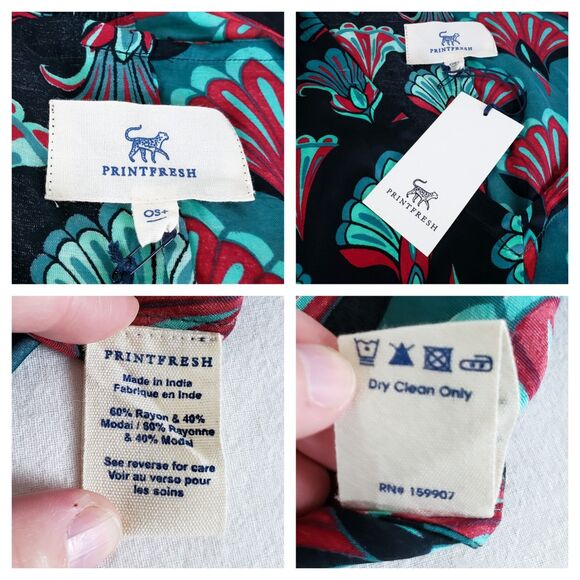 PRINTFRESH
OS+
PRINTFRESH
PRINTFRESH
PRINTFRESH
Made in India
Fabrique en Inde
60% Rayon & 40%
Modal / 60% Rayonne
& 40% Modal
See reverse for care
Voir au verso pour
les soins
Dry Clean Only
RN# 159907